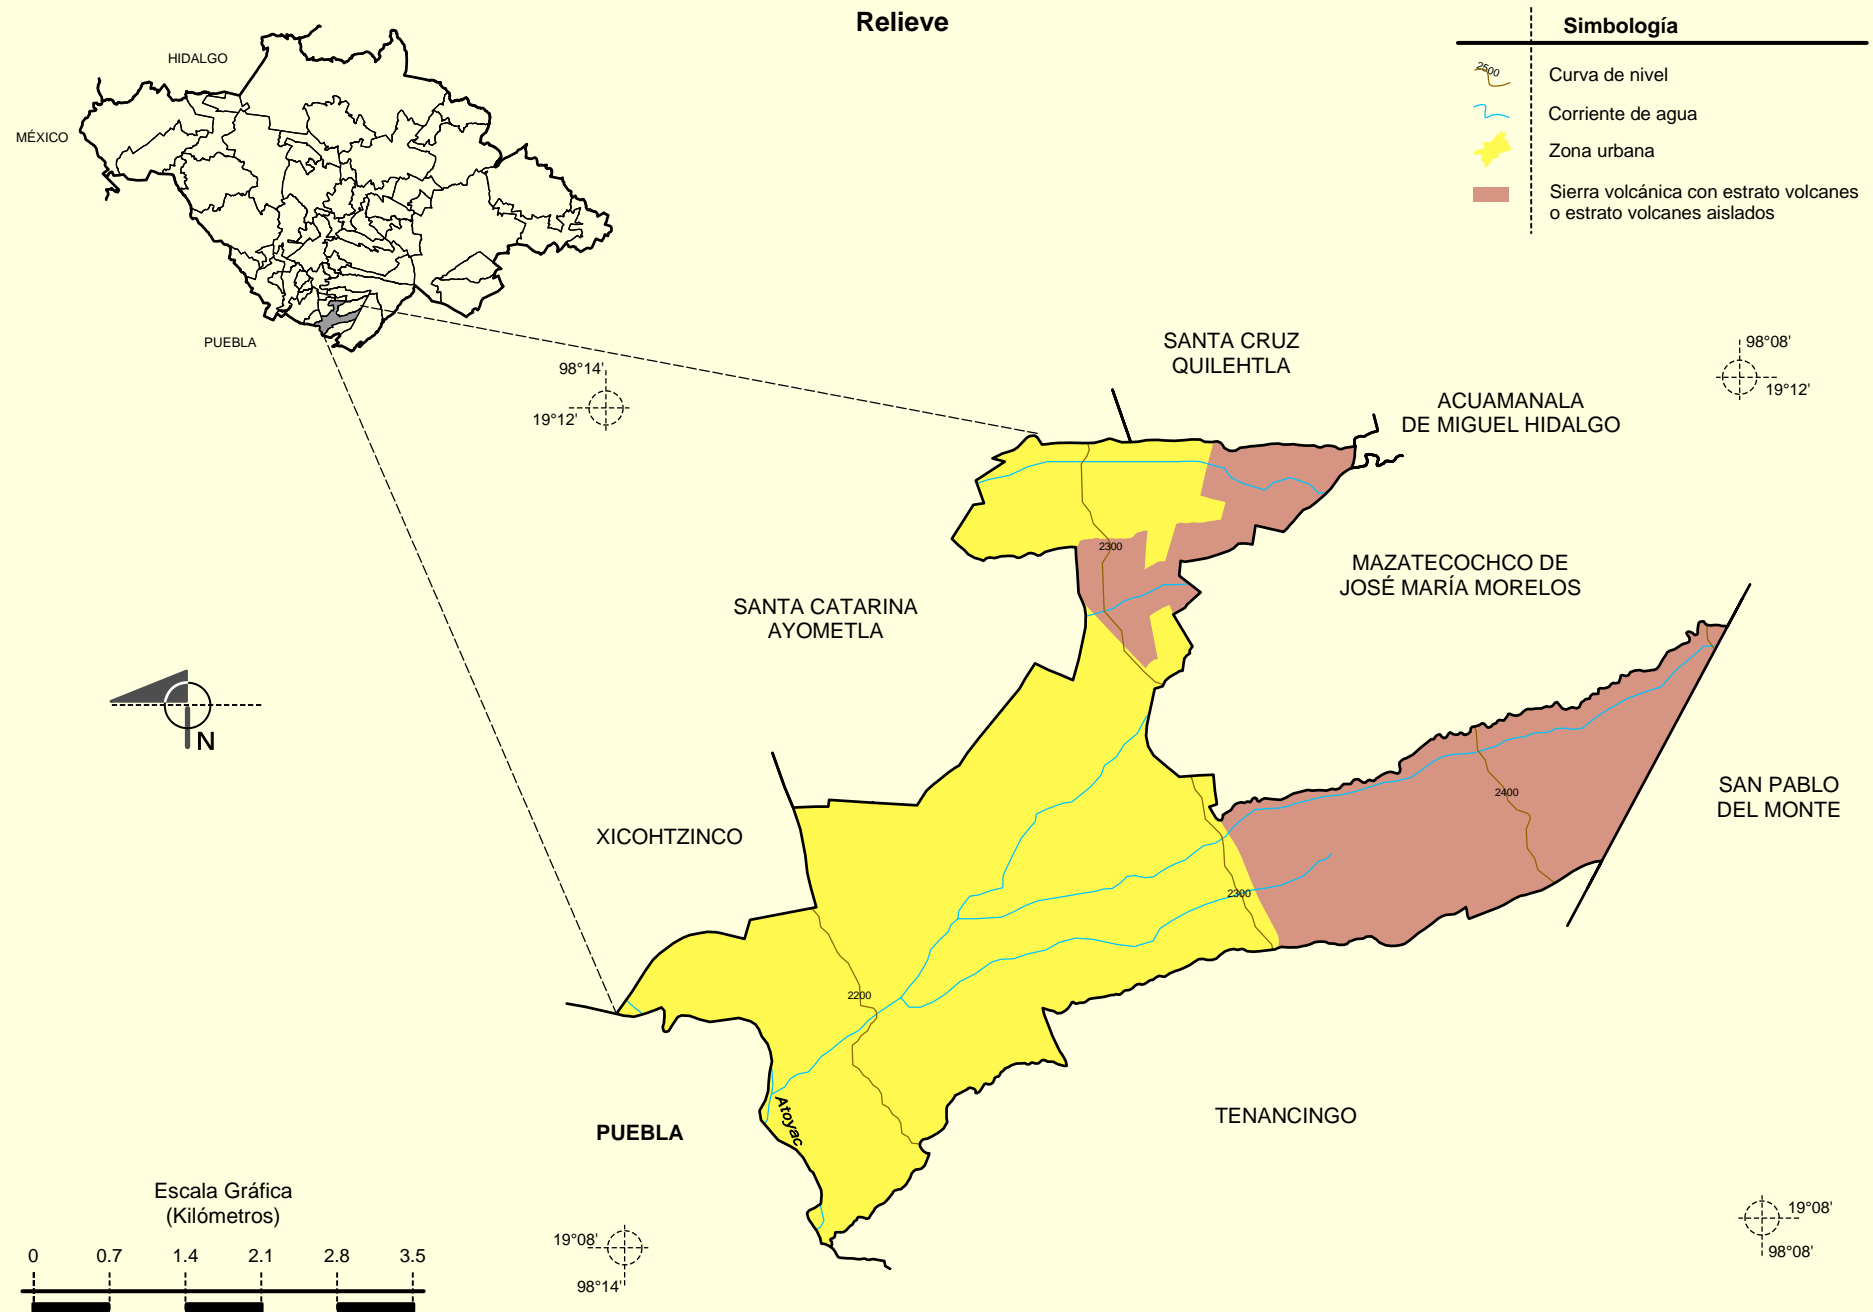 Relieve
Simbología
2500
Curva de nivel
Corriente de agua
Zona urbana
Sierra volcánica con estrato volcanes
o estrato volcanes aislados
HIDALGO
MÉXICO
PUEBLA
98°14'
19°12'
98°08'
19°12'
SANTA CRUZ
QUILEHTLA
ACUAMANALA
DE MIGUEL HIDALGO
2300
MAZATECOCHCO DE
JOSÉ MARÍA MORELOS
SANTA CATARINA
AYOMETLA
N
XICOHTZINCO
2400
SAN PABLO
DEL MONTE
2300
2200
Atoyac
PUEBLA
TENANCINGO
Escala Gráfica
(Kilómetros)
0 0.7 1.4 2.1 2.8 3.5
19°08'
98°14'
19°08'
98°08'